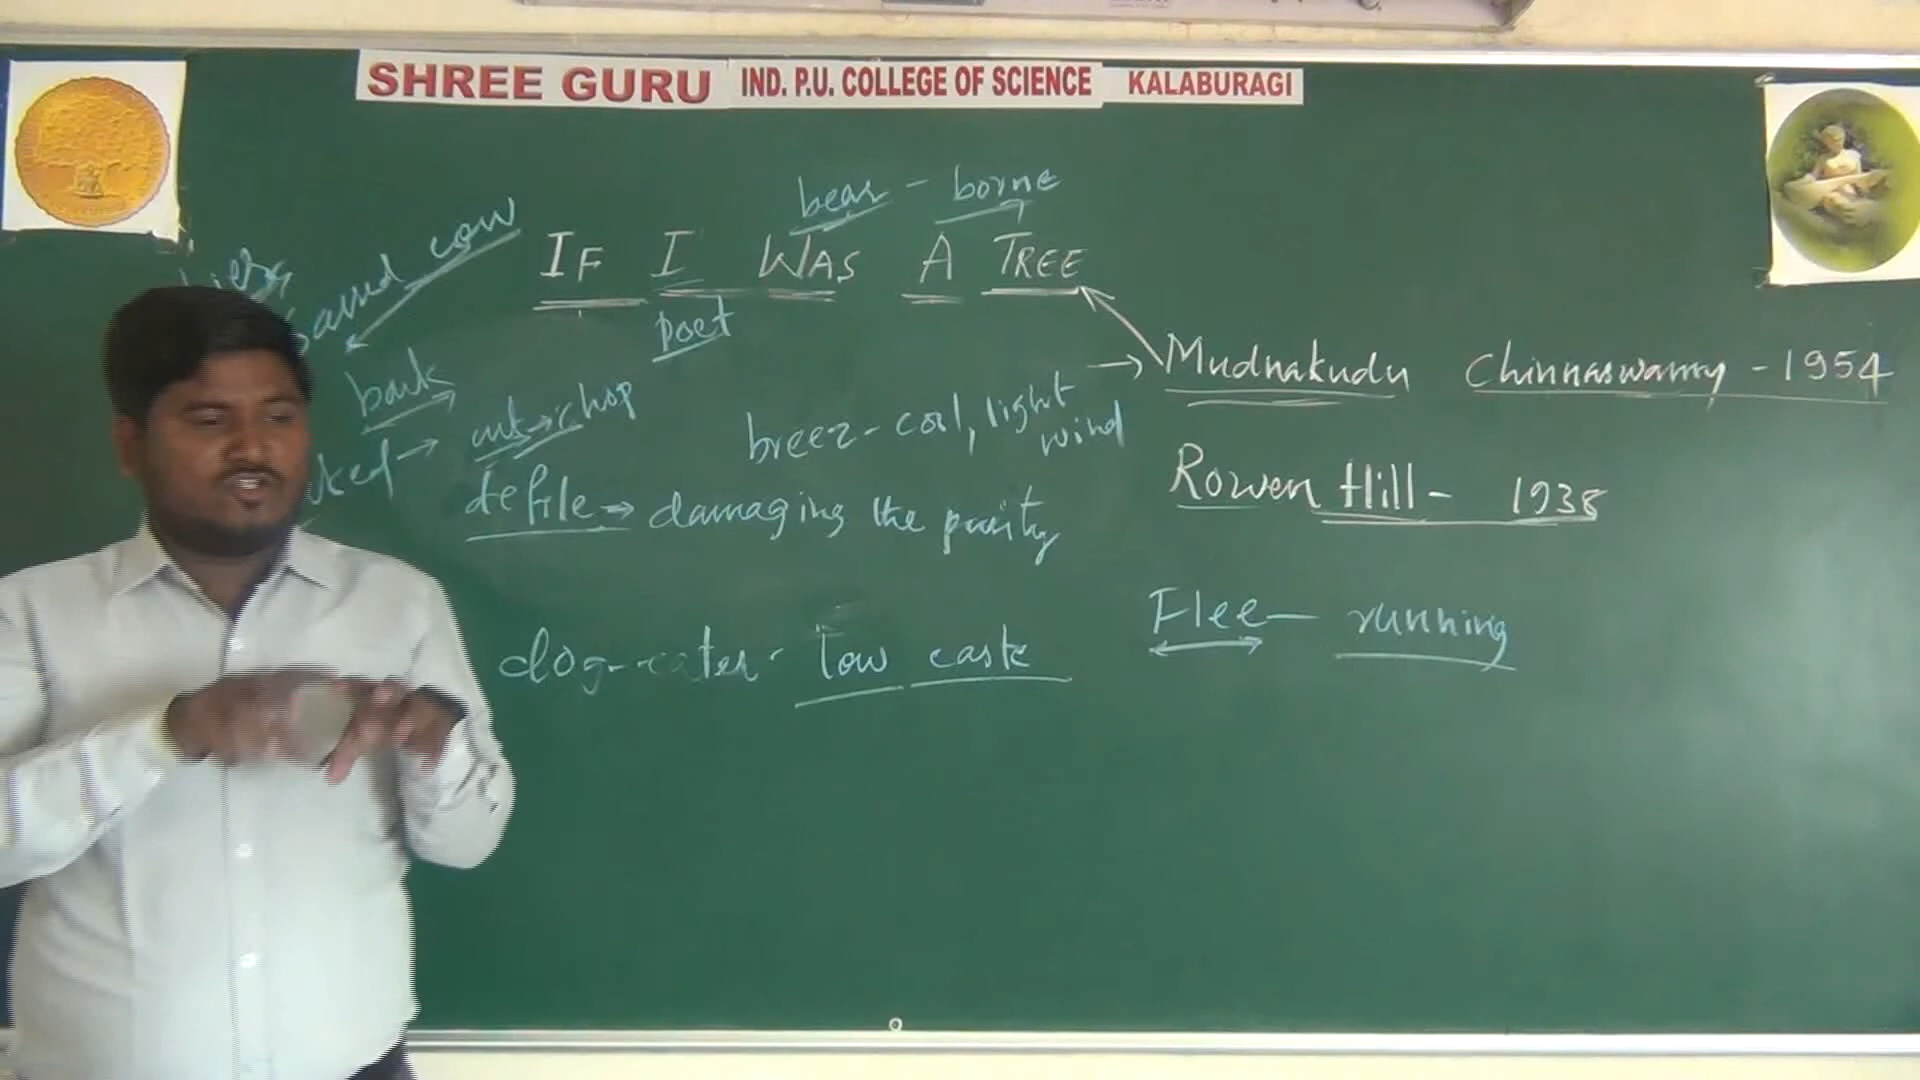 SHREE GURU IND. P.U. COLLEGE OF SCIENCE KALABURAGI
bear - borne
IF I WAS A TREE
poet
cow
bark
→ Mudnakudu Chinnaswamy - 1954
cut → chop
breez - cool, light wind
Rowen Hill - 1938
defile → damaging the purity
Flee — running
dog-eater - low caste